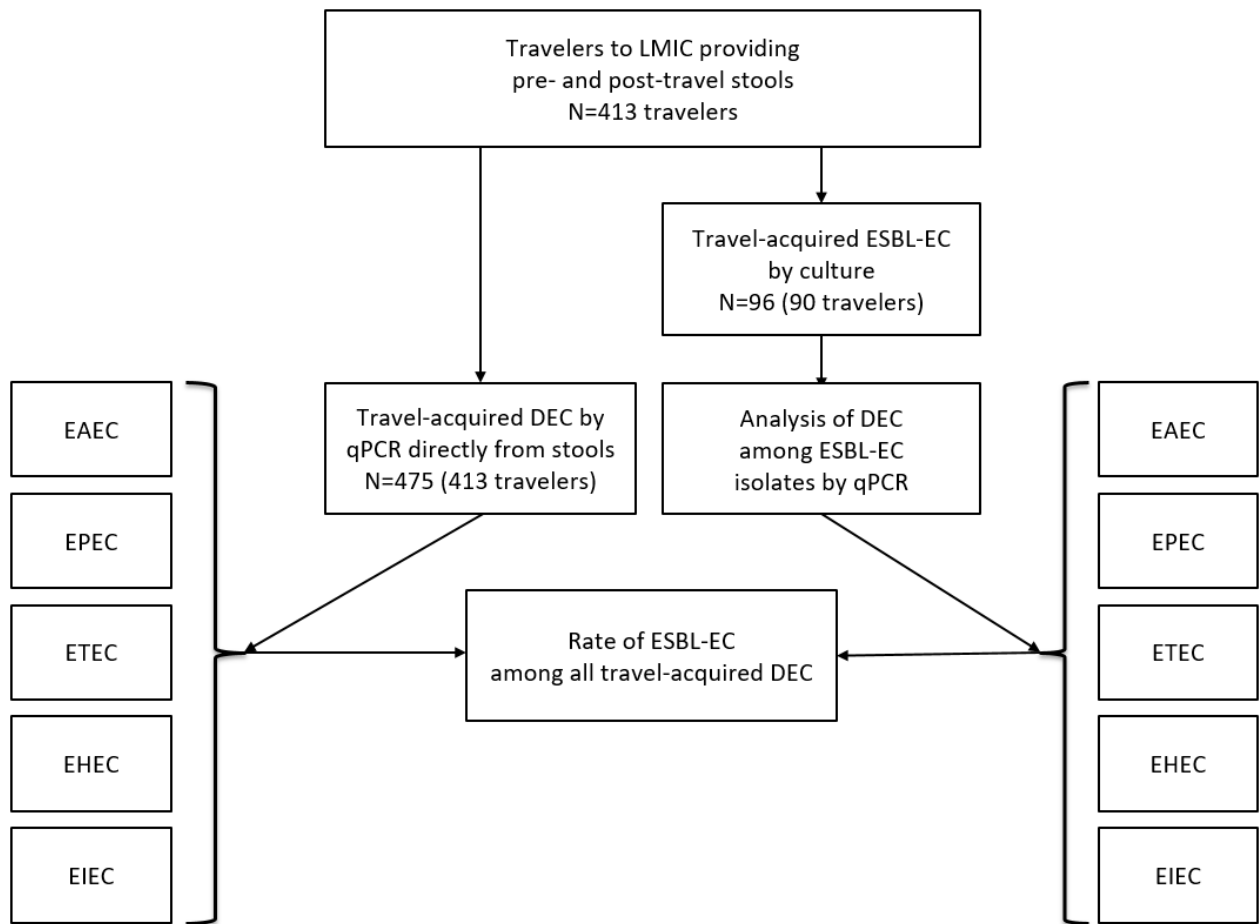 Travelers to LMIC providing
pre- and post-travel stools
N=413 travelers
Travel-acquired ESBL-EC
by culture
N=96 (90 travelers)
Travel-acquired DEC by
qPCR directly from stools
N=475 (413 travelers)
Analysis of DEC
among ESBL-EC
isolates by qPCR
EAEC
EPEC
ETEC
EHEC
EIEC
Rate of ESBL-EC
among all travel-acquired DEC
EAEC
EPEC
ETEC
EHEC
EIEC